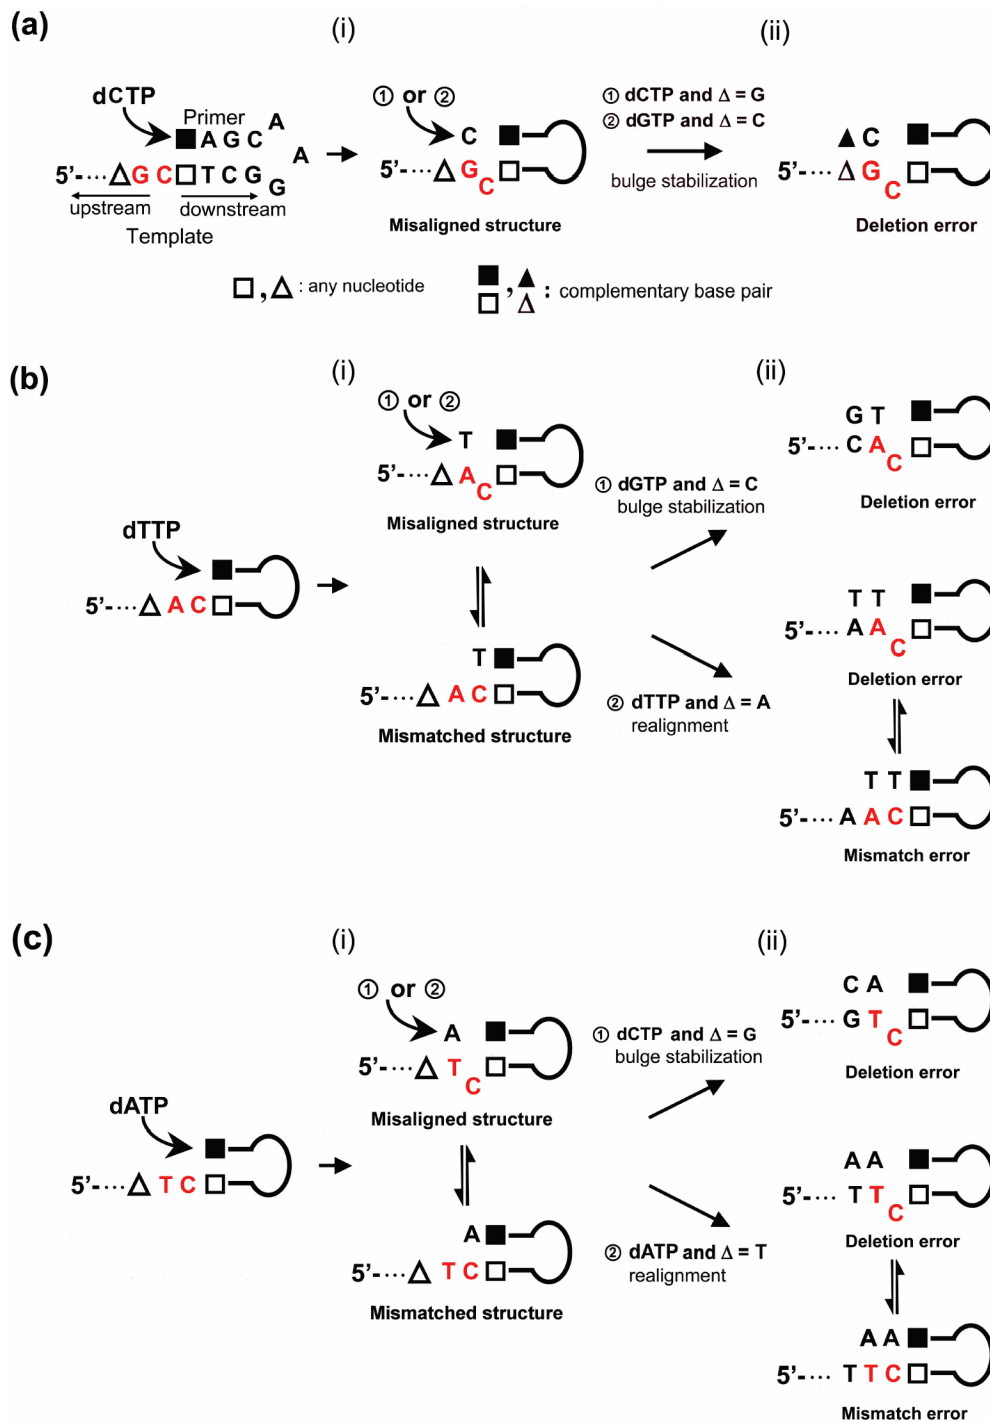 (a)
(i)
(ii)
dCTP
Primer
A G C A
A
5'-···△ G C □ T C G G
upstream downstream
Template
① or ②
C
5'-···△ G C
Misaligned structure
① dCTP and Δ = G
② dGTP and Δ = C
bulge stabilization
▲ C
5'-···△ G C
Deletion error
□ , △ : any nucleotide
■ □ , ▲ △ : complementary base pair
(b)
(i)
(ii)
dTTP
5'-···△ A C □
① or ②
T
5'-···△ A C
Misaligned structure
T
5'-···△ A C □
Mismatched structure
① dGTP and Δ = C
bulge stabilization
② dTTP and Δ = A
realignment
G T
5'-···· C A C
Deletion error
T T
5'-···· A A C
Deletion error
T T
5'-··· A A C □
Mismatch error
(c)
(i)
(ii)
dATP
5'-···△ T C □
① or ②
A
5'-···△ T C
Misaligned structure
A
5'-···△ T C □
Mismatched structure
① dCTP and Δ = G
bulge stabilization
② dATP and Δ = T
realignment
C A
5'-···· G T C
Deletion error
A A
5'-···· T T C
Deletion error
A A
5'-··· T T C □
Mismatch error